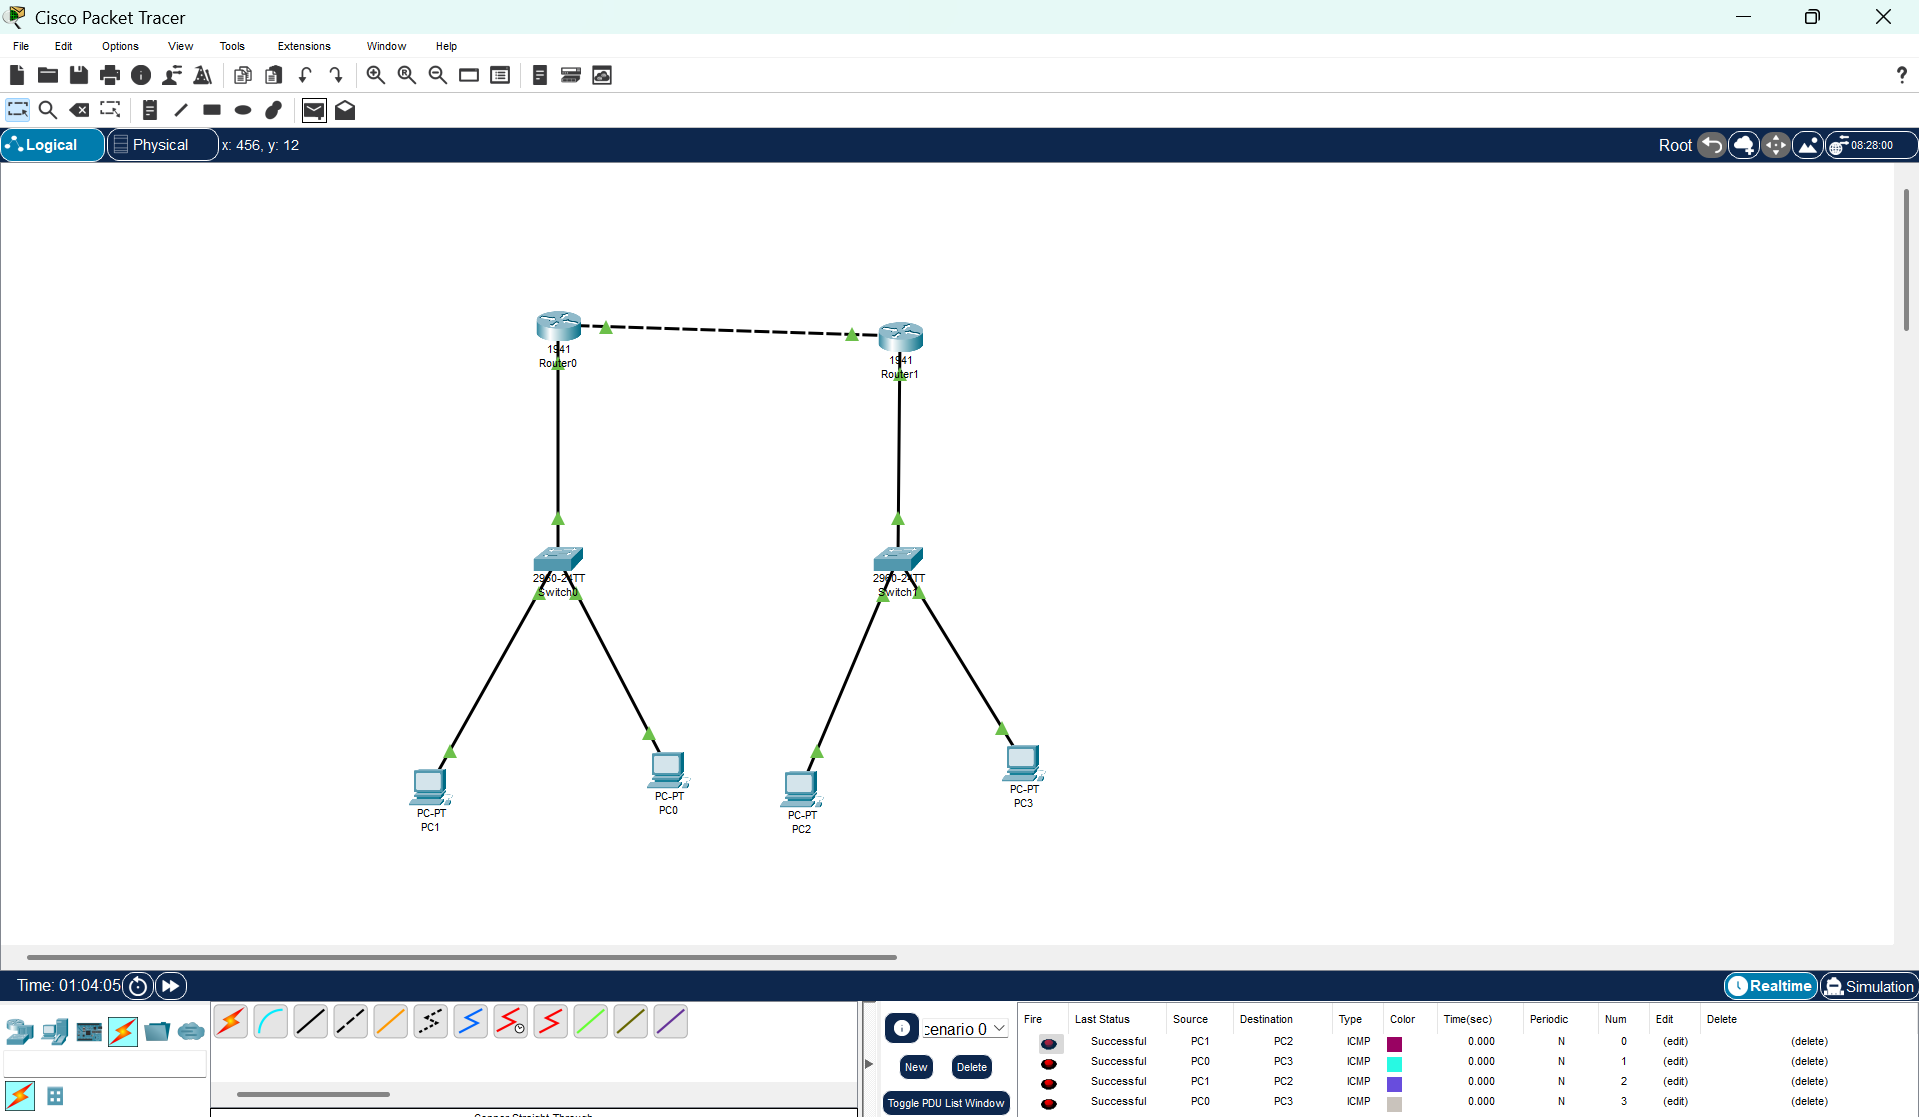 Cisco Packet Tracer
File Edit Options View Tools Extensions Window Help
?
Logical Physical x: 456, y: 12 Root 08:28:00
1941
Router0
1941
Router1
2960-24TT
Switch0
2960-24TT
Switch1
PC-PT
PC1
PC-PT
PC0
PC-PT
PC2
PC-PT
PC3
Time: 01:04:05 Realtime Simulation
cenario 0
New Delete
Toggle PDU List Window
Fire Last Status Source Destination Type Color Time(sec) Periodic Num Edit Delete
Successful PC1 PC2 ICMP 0.000 N 0 (edit) (delete)
Successful PC0 PC3 ICMP 0.000 N 1 (edit) (delete)
Successful PC1 PC2 ICMP 0.000 N 2 (edit) (delete)
Successful PC0 PC3 ICMP 0.000 N 3 (edit) (delete)
Copper Straight-Through